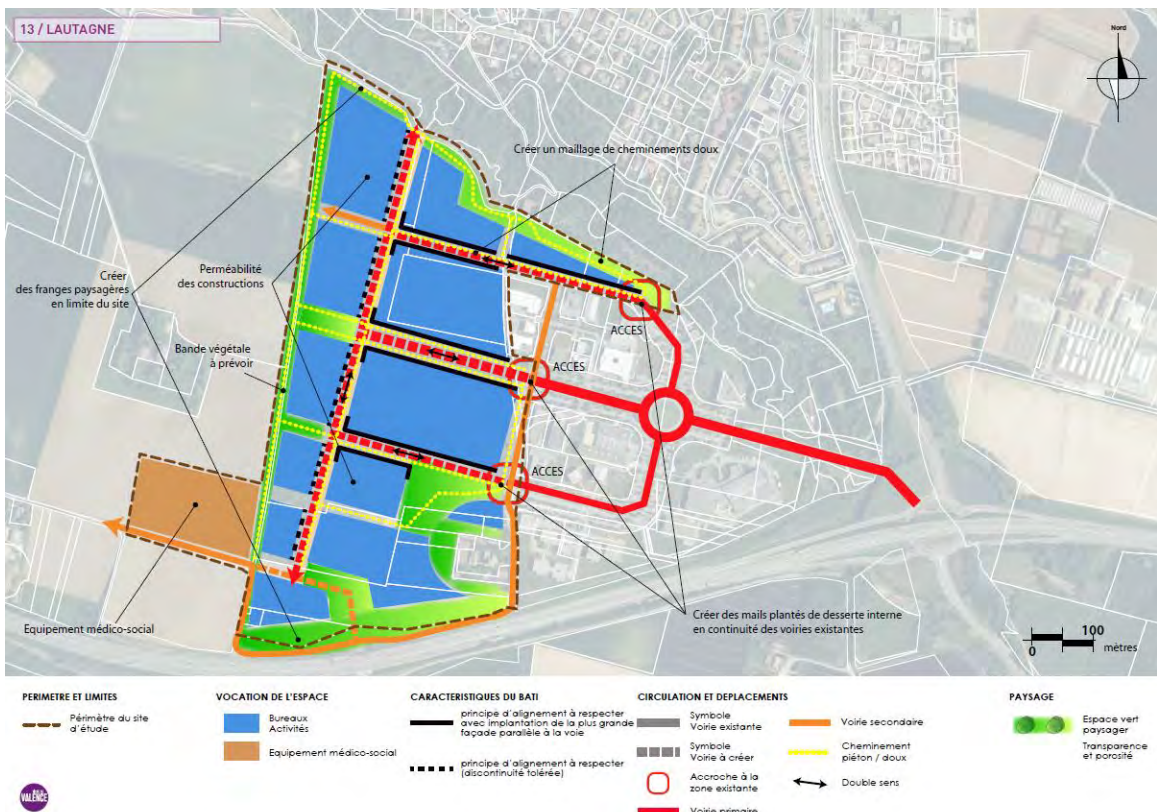 13 / LAUTAGNE
Nord
Créer un maillage de cheminements doux
Créer
des franges paysagères
en limite du site
Perméabilité
des constructions
Bande végétale
à prévoir
ACCES
ACCES
ACCES
Equipement médico-social
Créer des mails plantés de desserte interne
en continuité des voiries existantes
100
0
mètres
PERIMETRE ET LIMITES
Périmètre du site
d'étude
VOCATION DE L'ESPACE
Bureaux
Activités
Equipement médico-social
CARACTERISTIQUES DU BATI
principe d'alignement à respecter
avec implantation de la plus grande
façade parallèle à la voie
principe d'alignement à respecter
(discontinuité tolérée)
CIRCULATION ET DEPLACEMENTS
Symbole
Voirie existante
Symbole
Voirie à créer
Accroche à la
zone existante
Voirie primaire
Voirie secondaire
Cheminement
piéton / doux
Double sens
PAYSAGE
Espace vert
paysager
Transparence
et porosité
VALENCE